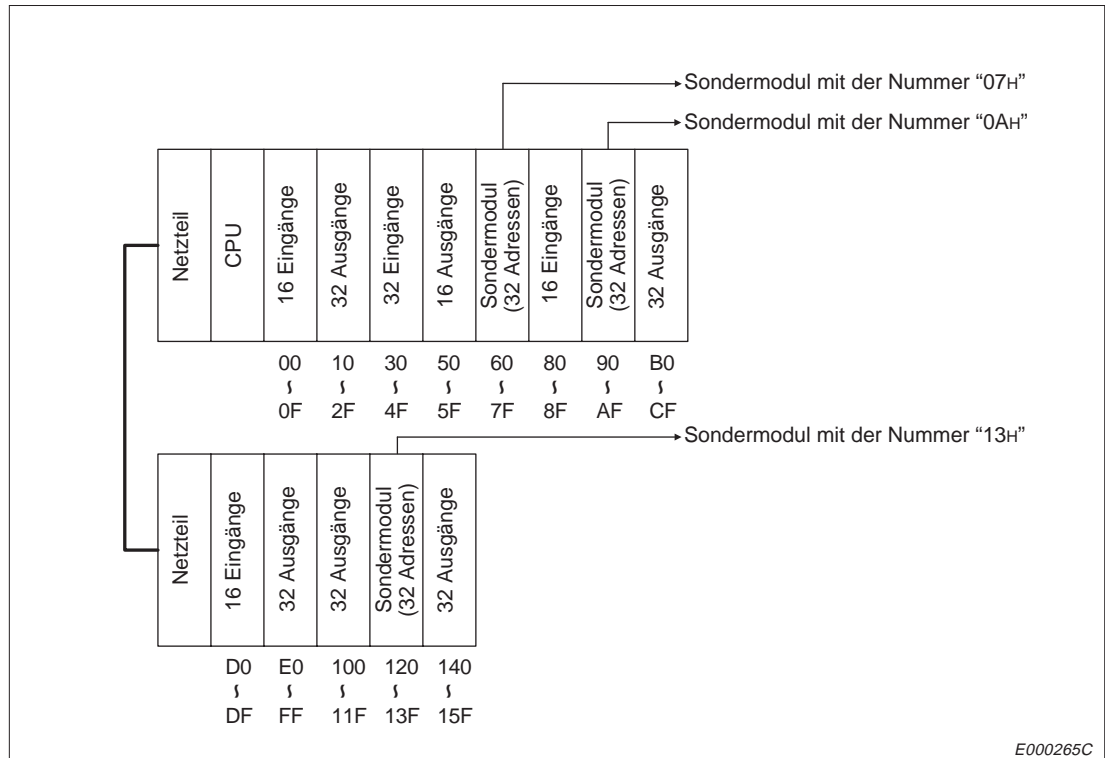 Sondermodul mit der Nummer “07H”
Sondermodul mit der Nummer “0AH”
Netzteil
CPU
16 Eingänge
32 Ausgänge
32 Eingänge
16 Ausgänge
Sondermodul
(32 Adressen)
16 Eingänge
Sondermodul
(32 Adressen)
32 Ausgänge
00 10 30 50 60 80 90 B0
~ ~ ~ ~ ~ ~ ~ ~
0F 2F 4F 5F 7F 8F AF CF
Sondermodul mit der Nummer “13H”
Netzteil
16 Eingänge
32 Ausgänge
32 Ausgänge
Sondermodul
(32 Adressen)
32 Ausgänge
D0 E0 100 120 140
~ ~ ~ ~ ~
DF FF 11F 13F 15F
E000265C